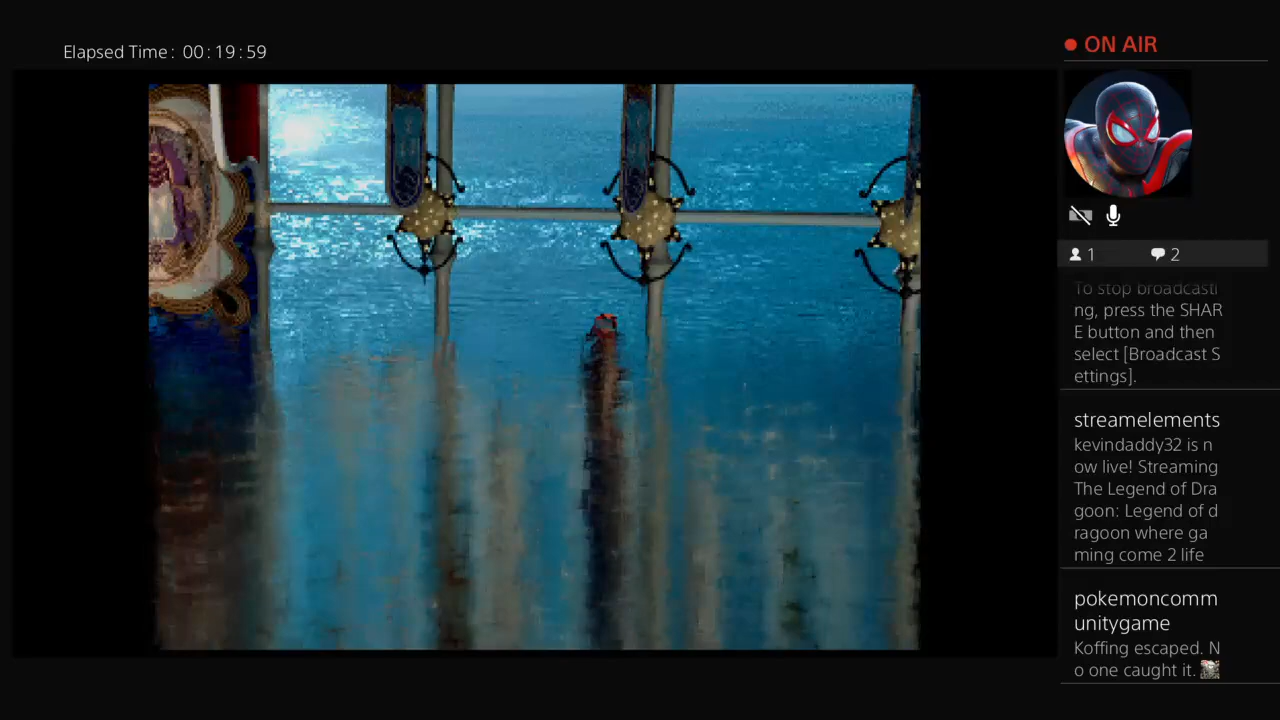 Elapsed Time: 00:19:59
ON AIR
1
2
To stop broadcasti
ng, press the SHAR
E button and then
select [Broadcast S
ettings].
streamelements
kevindaddy32 is n
ow live! Streaming
The Legend of Dra
goon: Legend of d
ragoon where ga
ming come 2 life
pokemoncomm
unitygame
Koffing escaped. N
o one caught it.